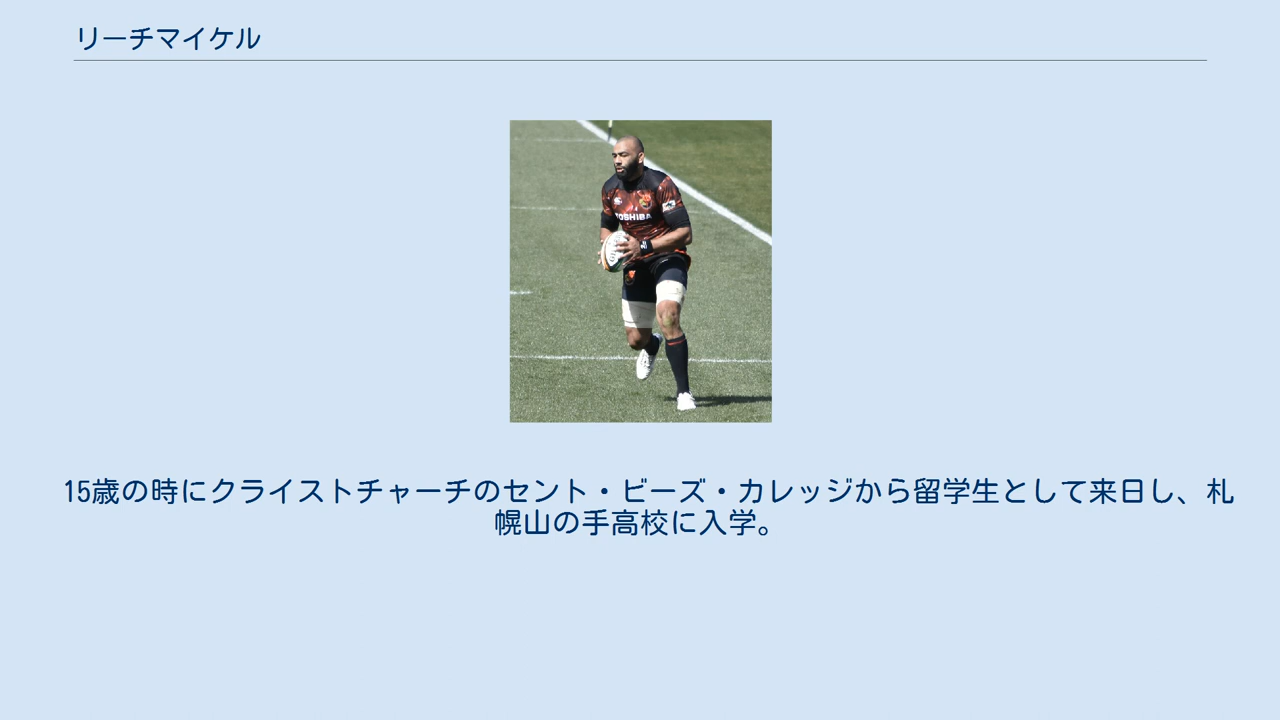 リーチマイケル
TOSHIBA
15歳の時にクライストチャーチのセント・ビーズ・カレッジから留学生として来日し、札
幌山の手高校に入学。